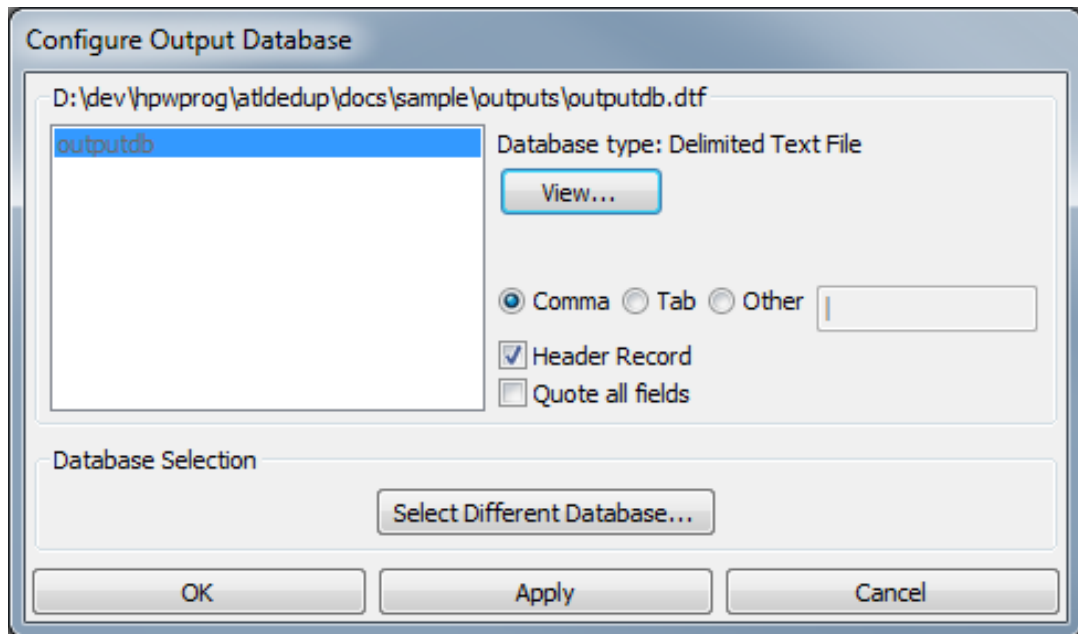 Configure Output Database
D:\dev\hpwprog\atldedup\docs\sample\outputs\outputdb.dtf
outputdb
Database type: Delimited Text File
View...
Comma Tab Other |
Header Record
Quote all fields
Database Selection
Select Different Database...
OK Apply Cancel